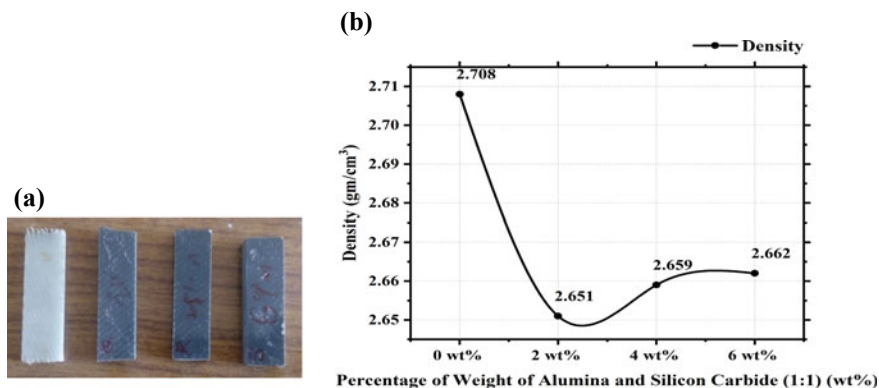 (b)
Density
2.708
2.71
2.70
2.69
2.68
2.67
2.66
2.65
Density (gm/cm³)
2.651
2.659
2.662
0 wt%
2 wt%
4 wt%
6 wt%
Percentage of Weight of Alumina and Silicon Carbide (1:1) (wt%)
(a)
6%